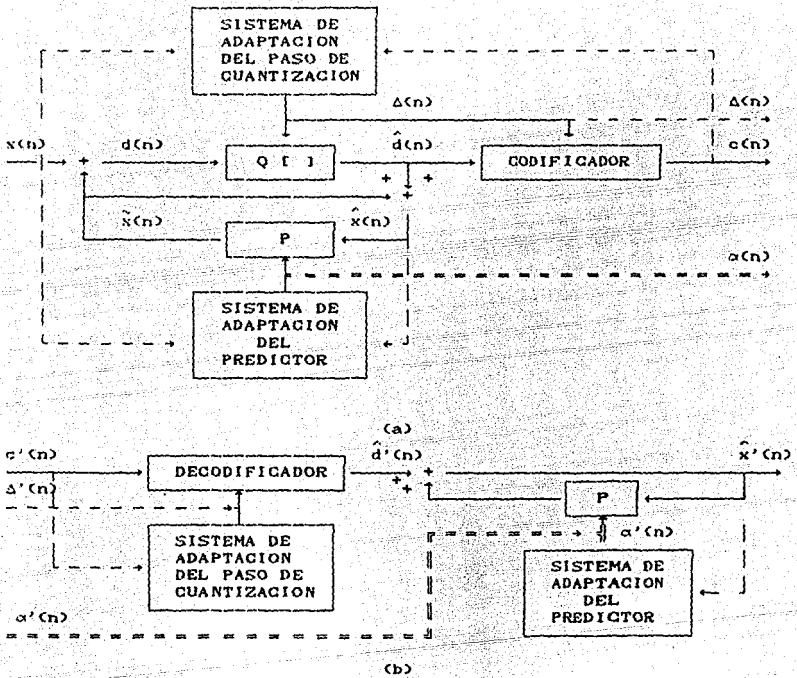 SISTEMA DE
ADAPTACION
DEL PASO DE
CUANTIZACION
Δ(n)
Δ(n)
x(n)
d(n)
Q [ ]
d̂(n)
CODIFICADOR
c(n)
+
+
+
+
x̃(n)
P
x̂(n)
α(n)
SISTEMA DE
ADAPTACION
DEL
PREDICTOR
(a)
c'(n)
DECODIFICADOR
d̂'(n)
+
+
+
x̂'(n)
Δ'(n)
P
α'(n)
SISTEMA DE
ADAPTACION
DEL PASO DE
CUANTIZACION
SISTEMA DE
ADAPTACION
DEL
PREDICTOR
α'(n)
(b)